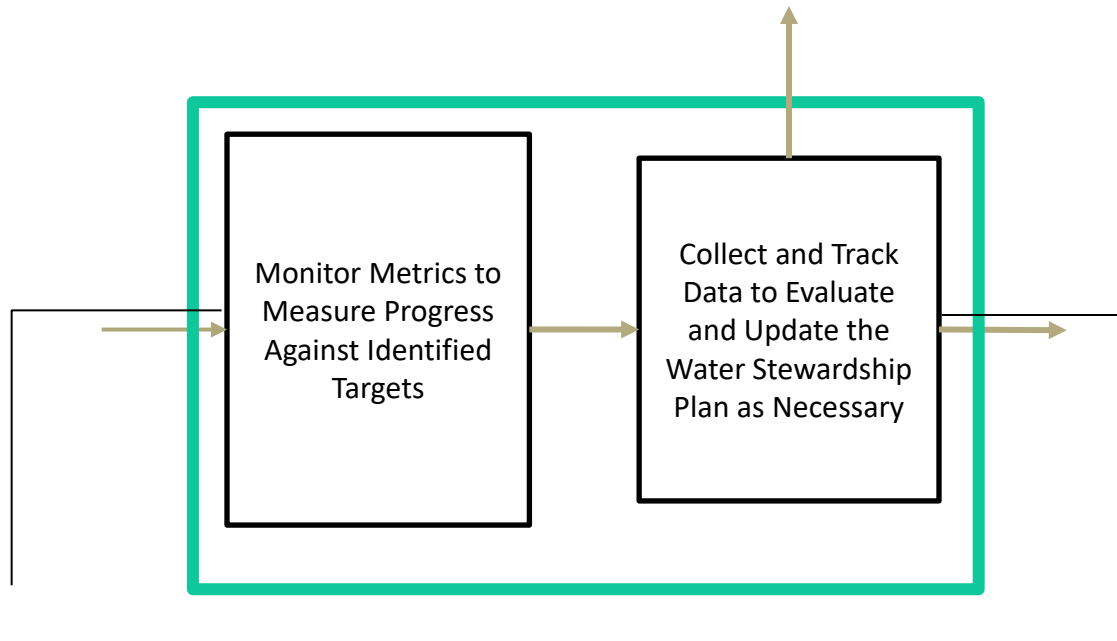 Monitor Metrics to
Measure Progress
Against Identified
Targets
Collect and Track
Data to Evaluate
and Update the
Water Stewardship
Plan as Necessary